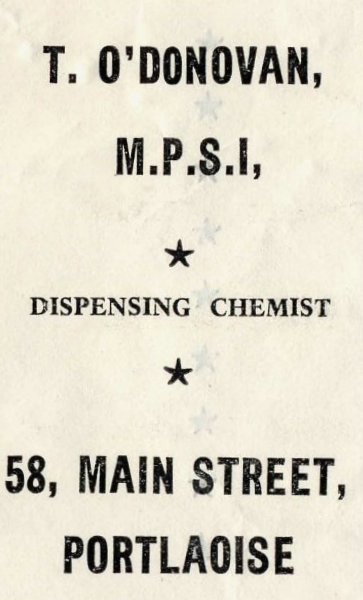 T. O'DONOVAN,
M.P.S.I,
DISPENSING CHEMIST
58, MAIN STREET,
PORTLAOISE